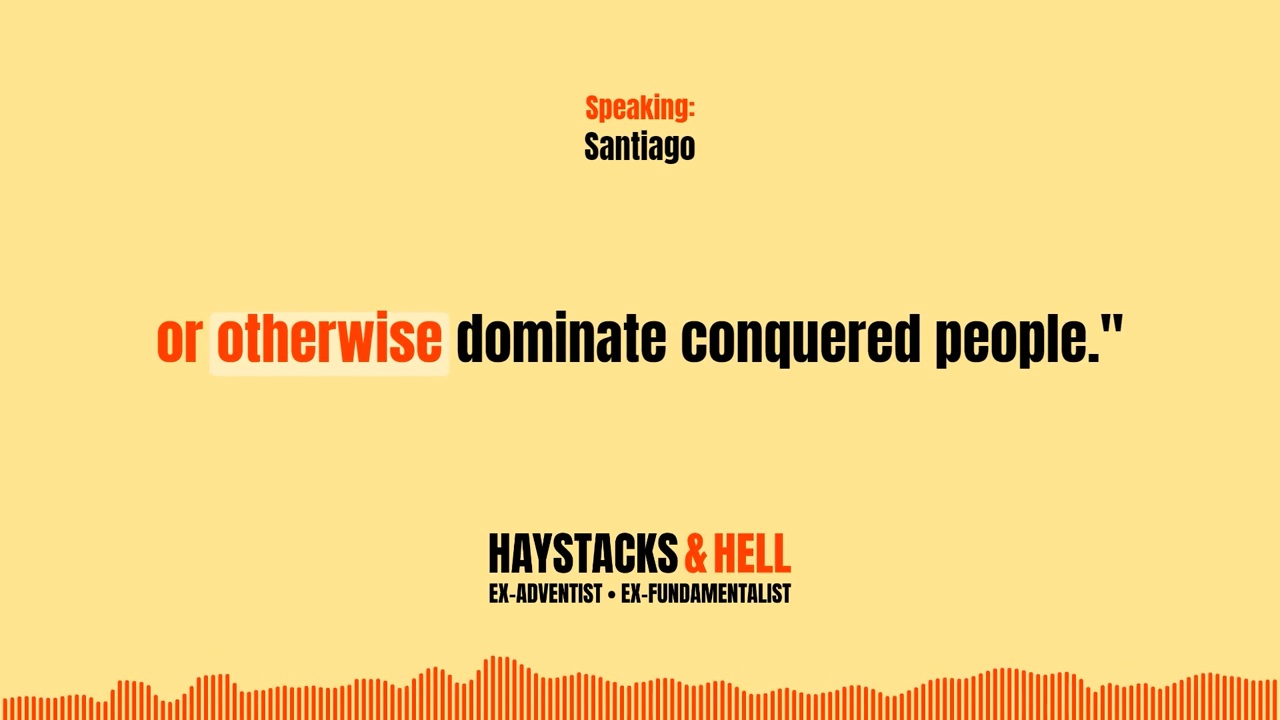 Speaking:
Santiago
or otherwise dominate conquered people."
HAYSTACKS & HELL
EX-ADVENTIST • EX-FUNDAMENTALIST